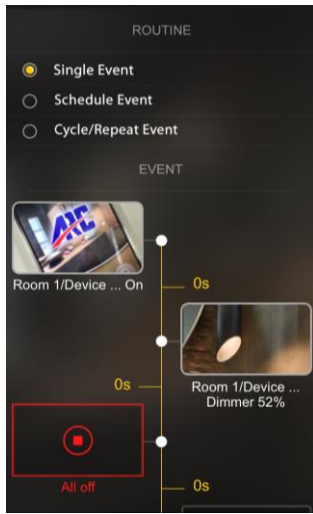 ROUTINE
Single Event
Schedule Event
Cycle/Repeat Event
EVENT
ARC
Room 1/Device ... On
0s
0s
Room 1/Device ...
Dimmer 52%
All off
0s